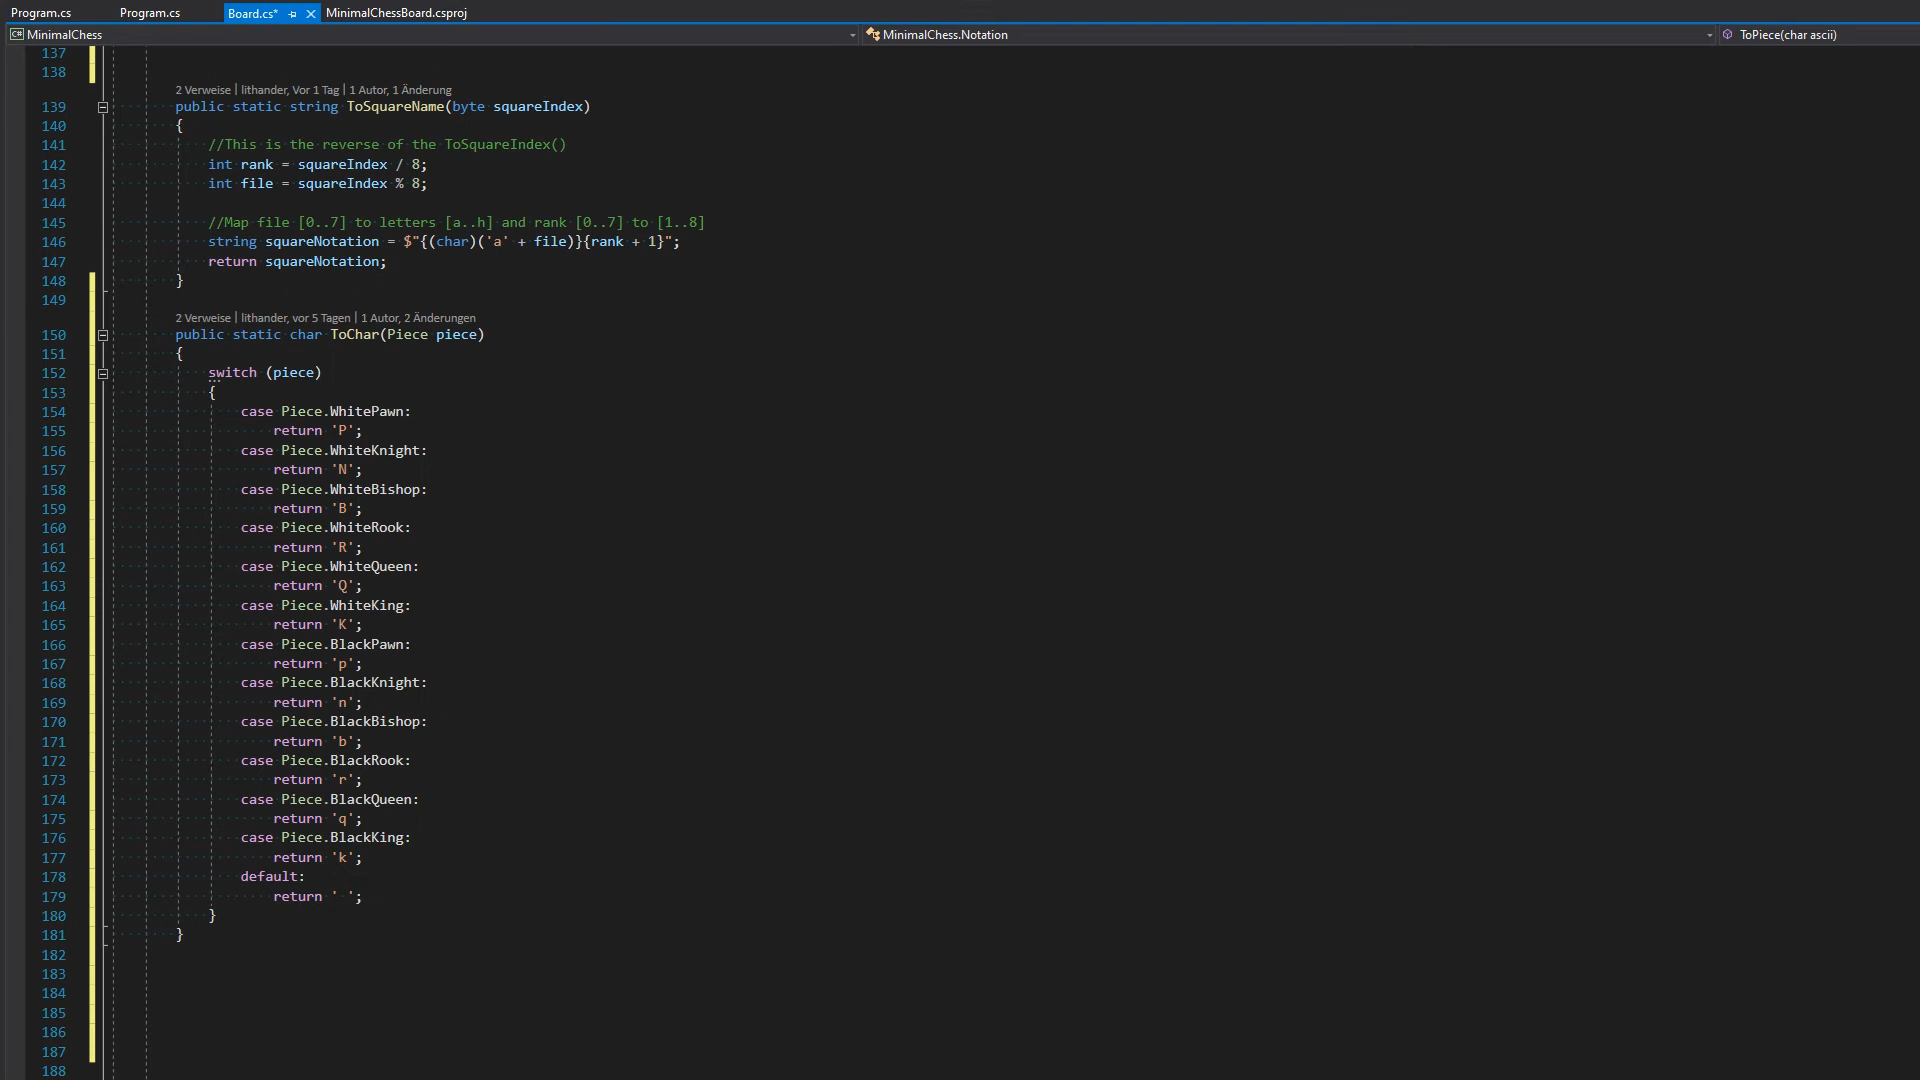 Program.cs Program.cs Board.cs* MinimalChessBoard.csproj
MinimalChess MinimalChess.Notation ToPiece(char ascii)
137
138
2 Verweise | lithander, Vor 1 Tag | 1 Autor, 1 Änderung
139 public static string ToSquareName(byte squareIndex)
140 {
141 //This is the reverse of the ToSquareIndex()
142 int rank = squareIndex / 8;
143 int file = squareIndex % 8;
144
145 //Map file [0..7] to letters [a..h] and rank [0..7] to [1..8]
146 string squareNotation = $"{(char)('a' + file)}{rank + 1}";
147 return squareNotation;
148 }
149
2 Verweise | lithander, vor 5 Tagen | 1 Autor, 2 Änderungen
150 public static char ToChar(Piece piece)
151 {
152 switch (piece)
153 {
154 case Piece.WhitePawn:
155 return 'P';
156 case Piece.WhiteKnight:
157 return 'N';
158 case Piece.WhiteBishop:
159 return 'B';
160 case Piece.WhiteRook:
161 return 'R';
162 case Piece.WhiteQueen:
163 return 'Q';
164 case Piece.WhiteKing:
165 return 'K';
166 case Piece.BlackPawn:
167 return 'p';
168 case Piece.BlackKnight:
169 return 'n';
170 case Piece.BlackBishop:
171 return 'b';
172 case Piece.BlackRook:
173 return 'r';
174 case Piece.BlackQueen:
175 return 'q';
176 case Piece.BlackKing:
177 return 'k';
178 default:
179 return ' ';
180 }
181 }
182
183
184
185
186
187
188